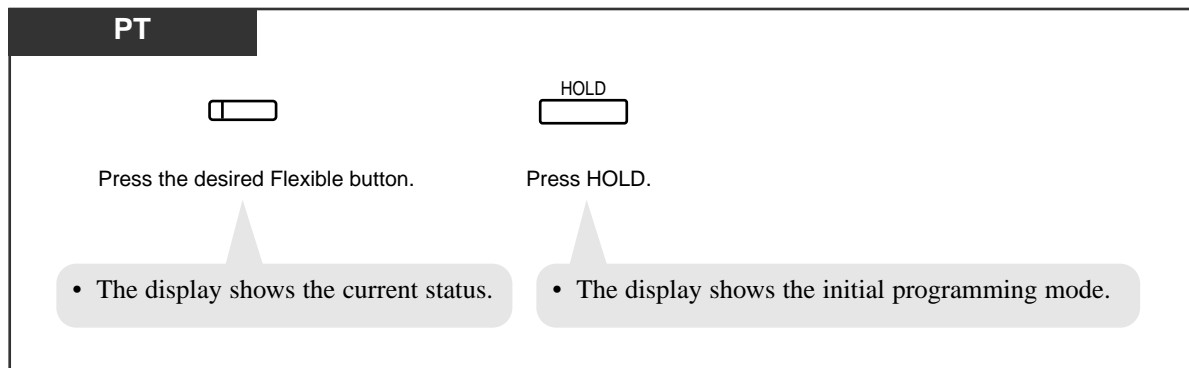 PT
HOLD
Press the desired Flexible button.
Press HOLD.
• The display shows the current status.
• The display shows the initial programming mode.